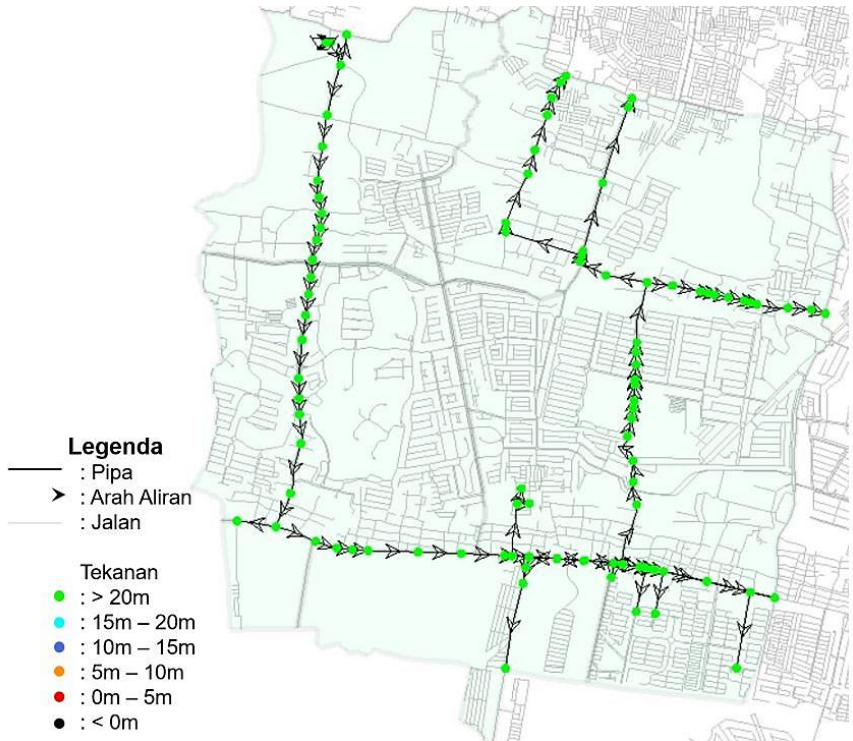 Legenda
: Pipa
: Arah Aliran
: Jalan
Tekanan
: > 20m
: 15m – 20m
: 10m – 15m
: 5m – 10m
: 0m – 5m
: < 0m